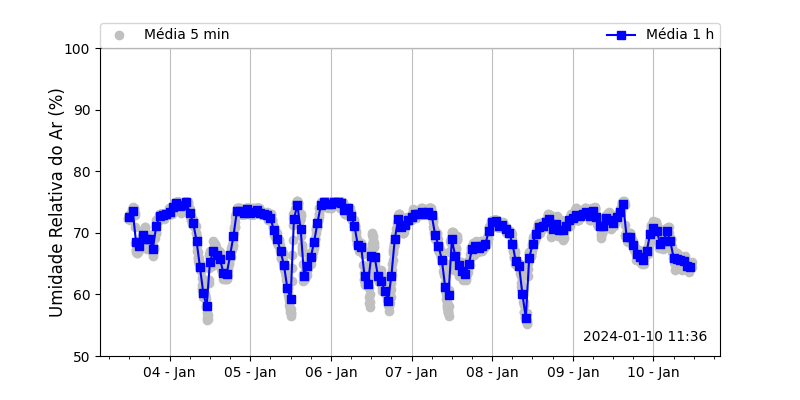 Média 5 min
Média 1 h
Umidade Relativa do Ar (%)
100
90
80
70
60
50
2024-01-10 11:36
04 - Jan
05 - Jan
06 - Jan
07 - Jan
08 - Jan
09 - Jan
10 - Jan